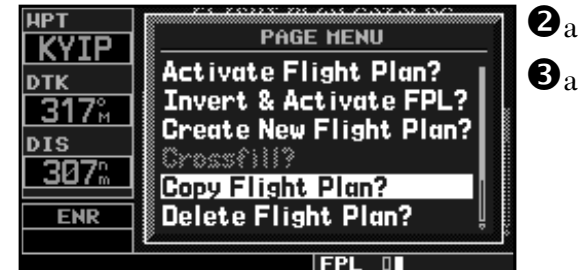 WPT
KYIP
DTK
317°M
DIS
307nm
ENR
PAGE MENU
Activate Flight Plan?
Invert & Activate FPL?
Create New Flight Plan?
Crossfill?
Copy Flight Plan?
Delete Flight Plan?
FPL
❷a
❸a